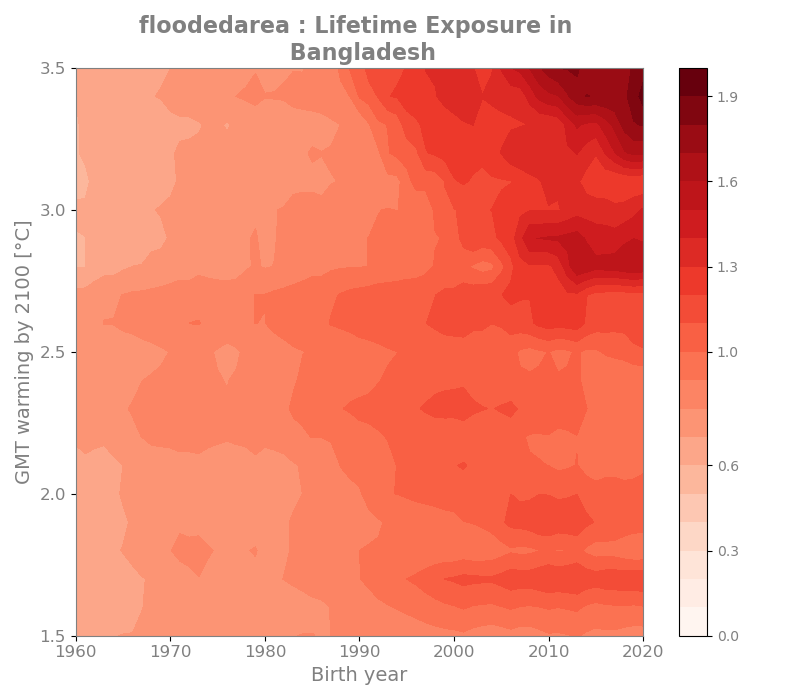 floodedarea : Lifetime Exposure in
Bangladesh
3.5
3.0
2.5
2.0
1.5
GMT warming by 2100 [°C]
1960 1970 1980 1990 2000 2010 2020
Birth year
1.9
1.6
1.3
1.0
0.6
0.3
0.0